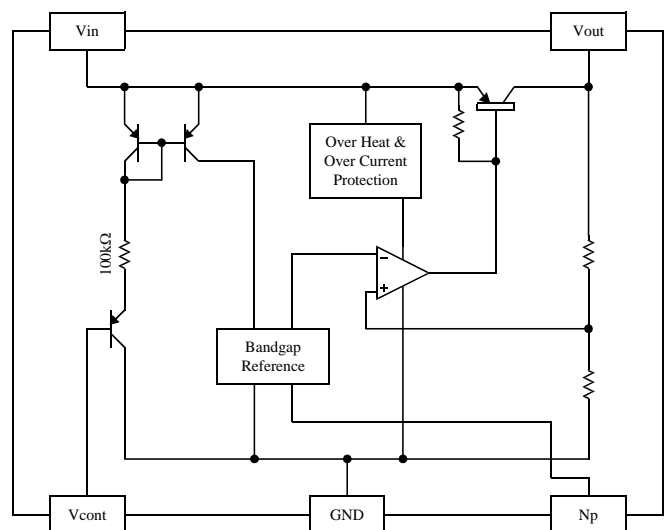 Vin
Vout
Over Heat &
Over Current
Protection
100kΩ
−
+
Bandgap
Reference
Vcont
GND
Np